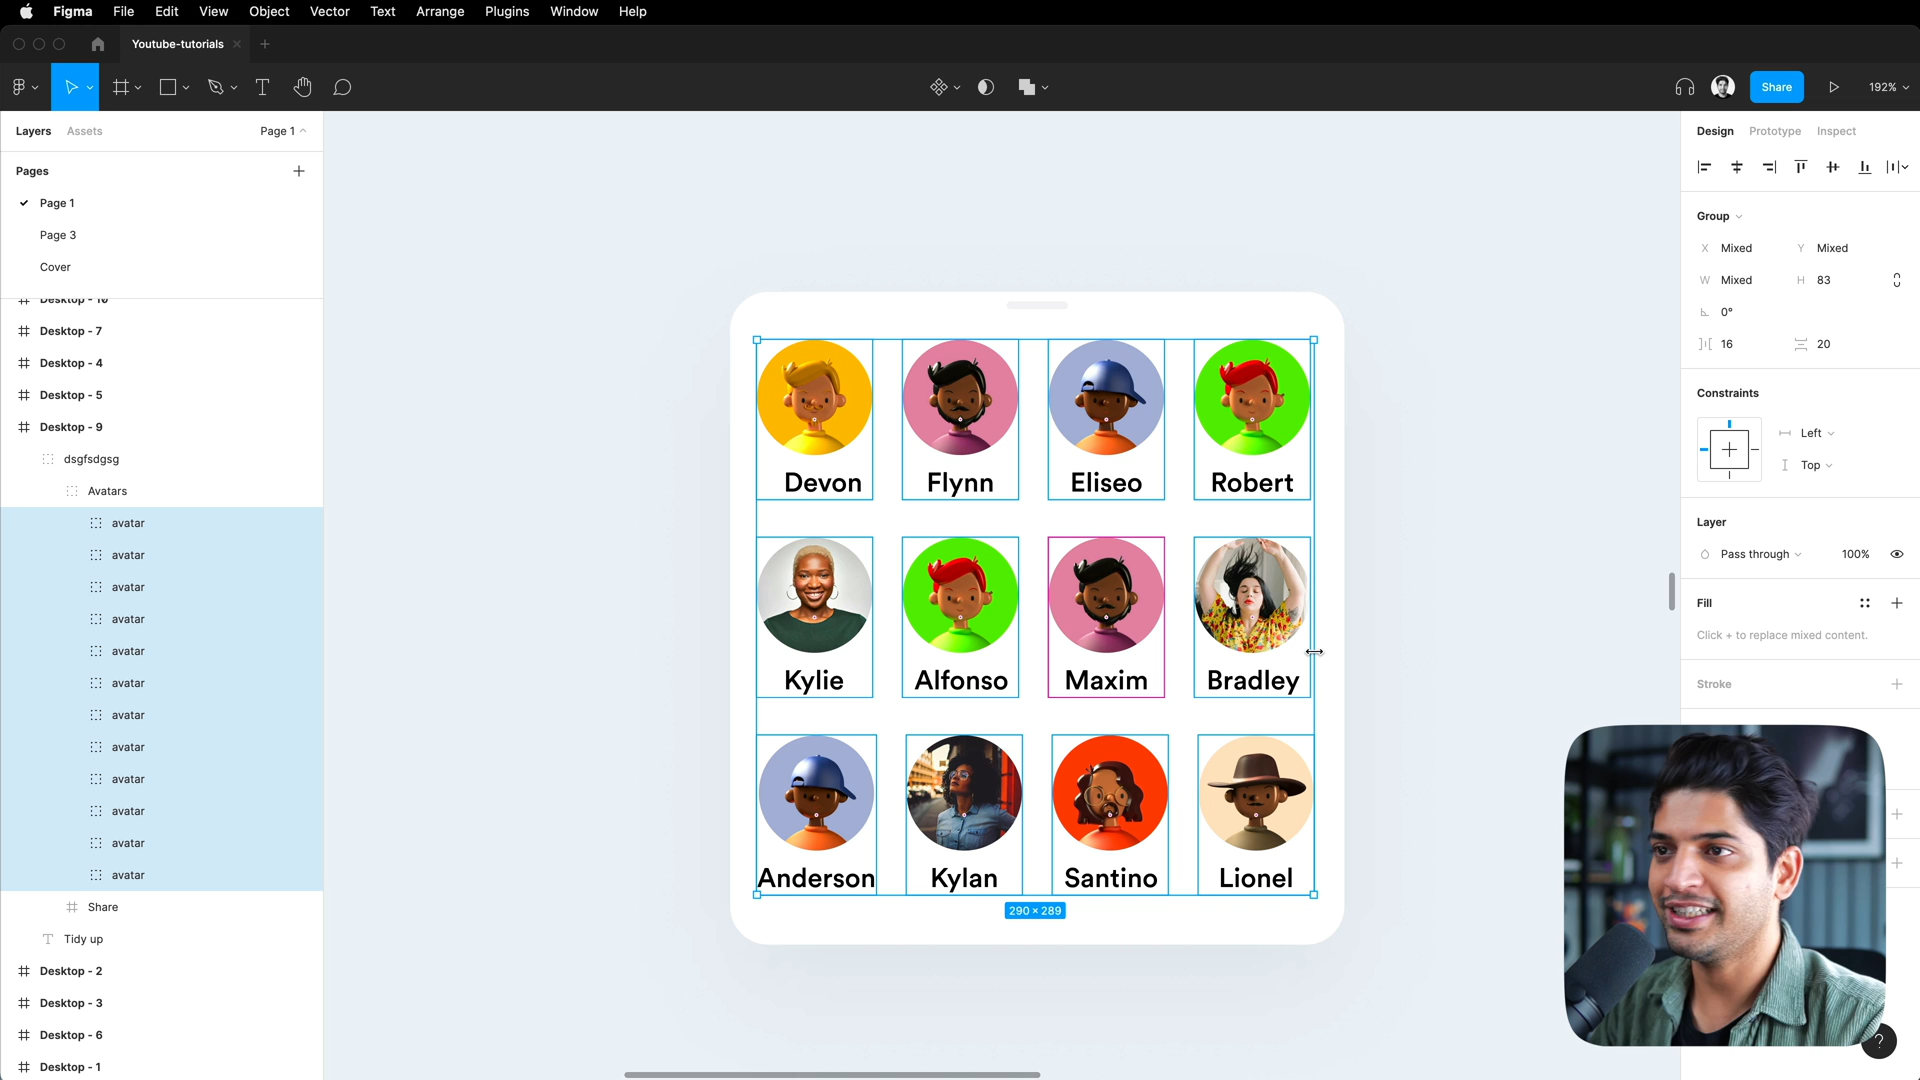 Figma File Edit View Object Vector Text Arrange Plugins Window Help
Youtube-tutorials
Share 192%
Layers Assets Page 1
Pages
Page 1
Page 3
Cover
Desktop - 10
Desktop - 7
Desktop - 4
Desktop - 5
Desktop - 9
dsgfsdgsg
Avatars
avatar
avatar
avatar
avatar
avatar
avatar
avatar
avatar
avatar
avatar
avatar
avatar
Share
Tidy up
Desktop - 2
Desktop - 3
Desktop - 6
Desktop - 1
Devon Flynn Eliseo Robert
Kylie Alfonso Maxim Bradley
Anderson Kylan Santino Lionel
290 × 289
Design Prototype Inspect
Group
X Mixed Y Mixed
W Mixed H 83
0°
16 20
Constraints
Left
Top
Layer
Pass through 100%
Fill
Click + to replace mixed content.
Stroke
?